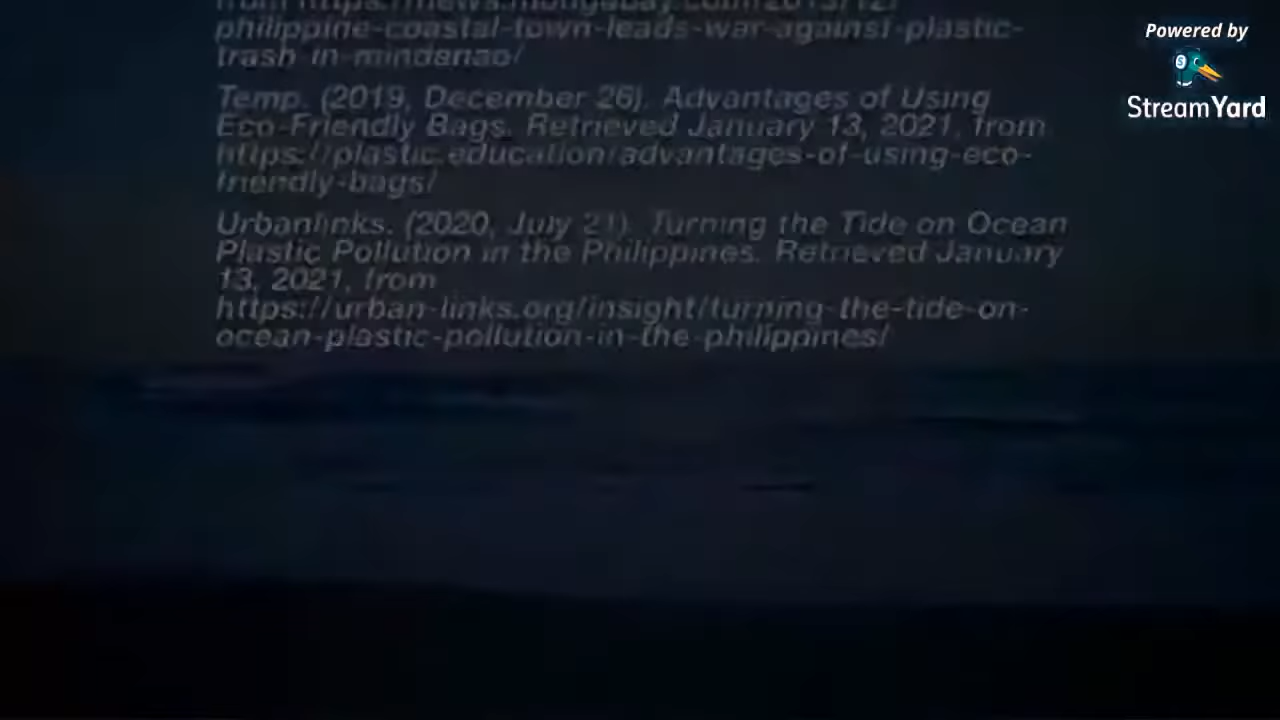 philippine-coastal-town-leads-war-against-plastic-
trash-in-mindanao/
Temp. (2019, December 26). Advantages of Using
Eco-Friendly Bags. Retrieved January 13, 2021, from
https://plastic.education/advantages-of-using-eco-
friendly-bags/
Urbanlinks. (2020, July 21). Turning the Tide on Ocean
Plastic Pollution in the Philippines. Retrieved January
13, 2021, from
https://urban-links.org/insight/turning-the-tide-on-
ocean-plastic-pollution-in-the-philippines/
Powered by
StreamYard